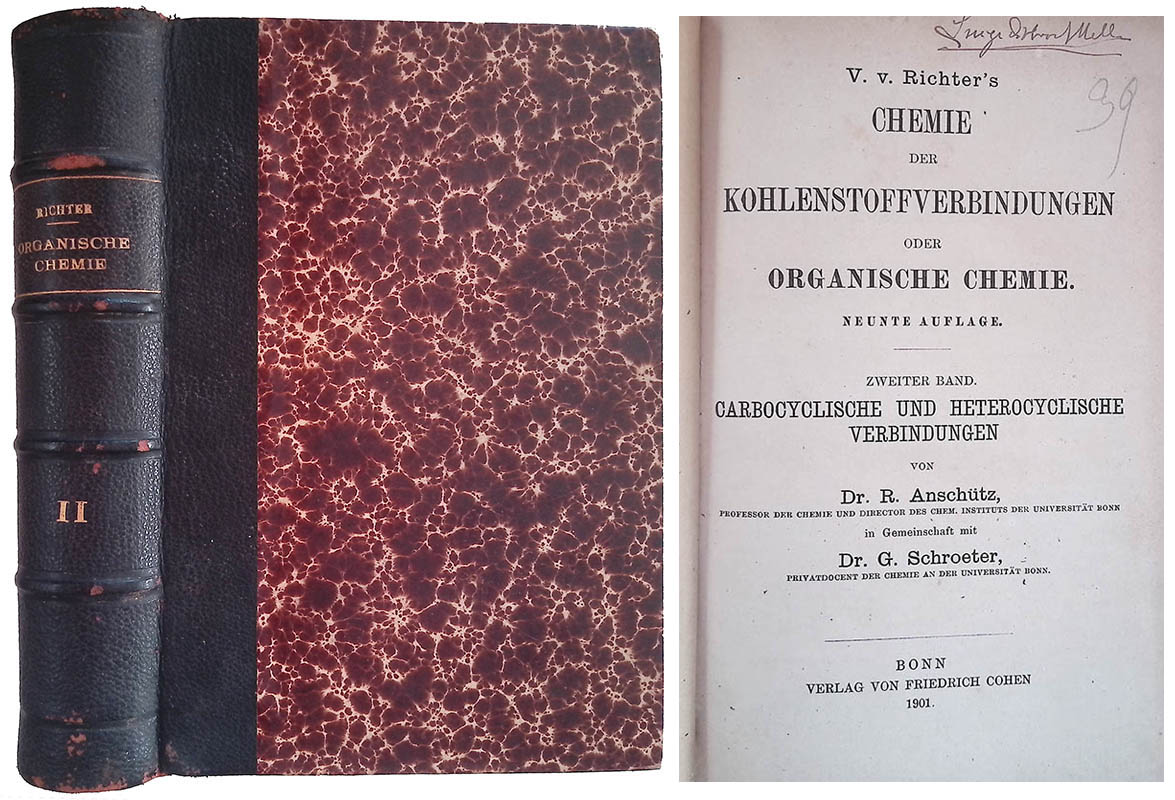 RICHTER
ORGANISCHE
CHEMIE
II
39
V. v. Richter's
CHEMIE
DER
KOHLENSTOFFVERBINDUNGEN
ODER
ORGANISCHE CHEMIE.
NEUNTE AUFLAGE.
ZWEITER BAND.
CARBOCYCLISCHE UND HETEROCYCLISCHE
VERBINDUNGEN
VON
Dr. R. Anschütz,
PROFESSOR DER CHEMIE UND DIRECTOR DES CHEM. INSTITUTS DER UNIVERSITÄT BONN
in Gemeinschaft mit
Dr. G. Schroeter,
PRIVATDOCENT DER CHEMIE AN DER UNIVERSITÄT BONN.
BONN
VERLAG VON FRIEDRICH COHEN
1901.